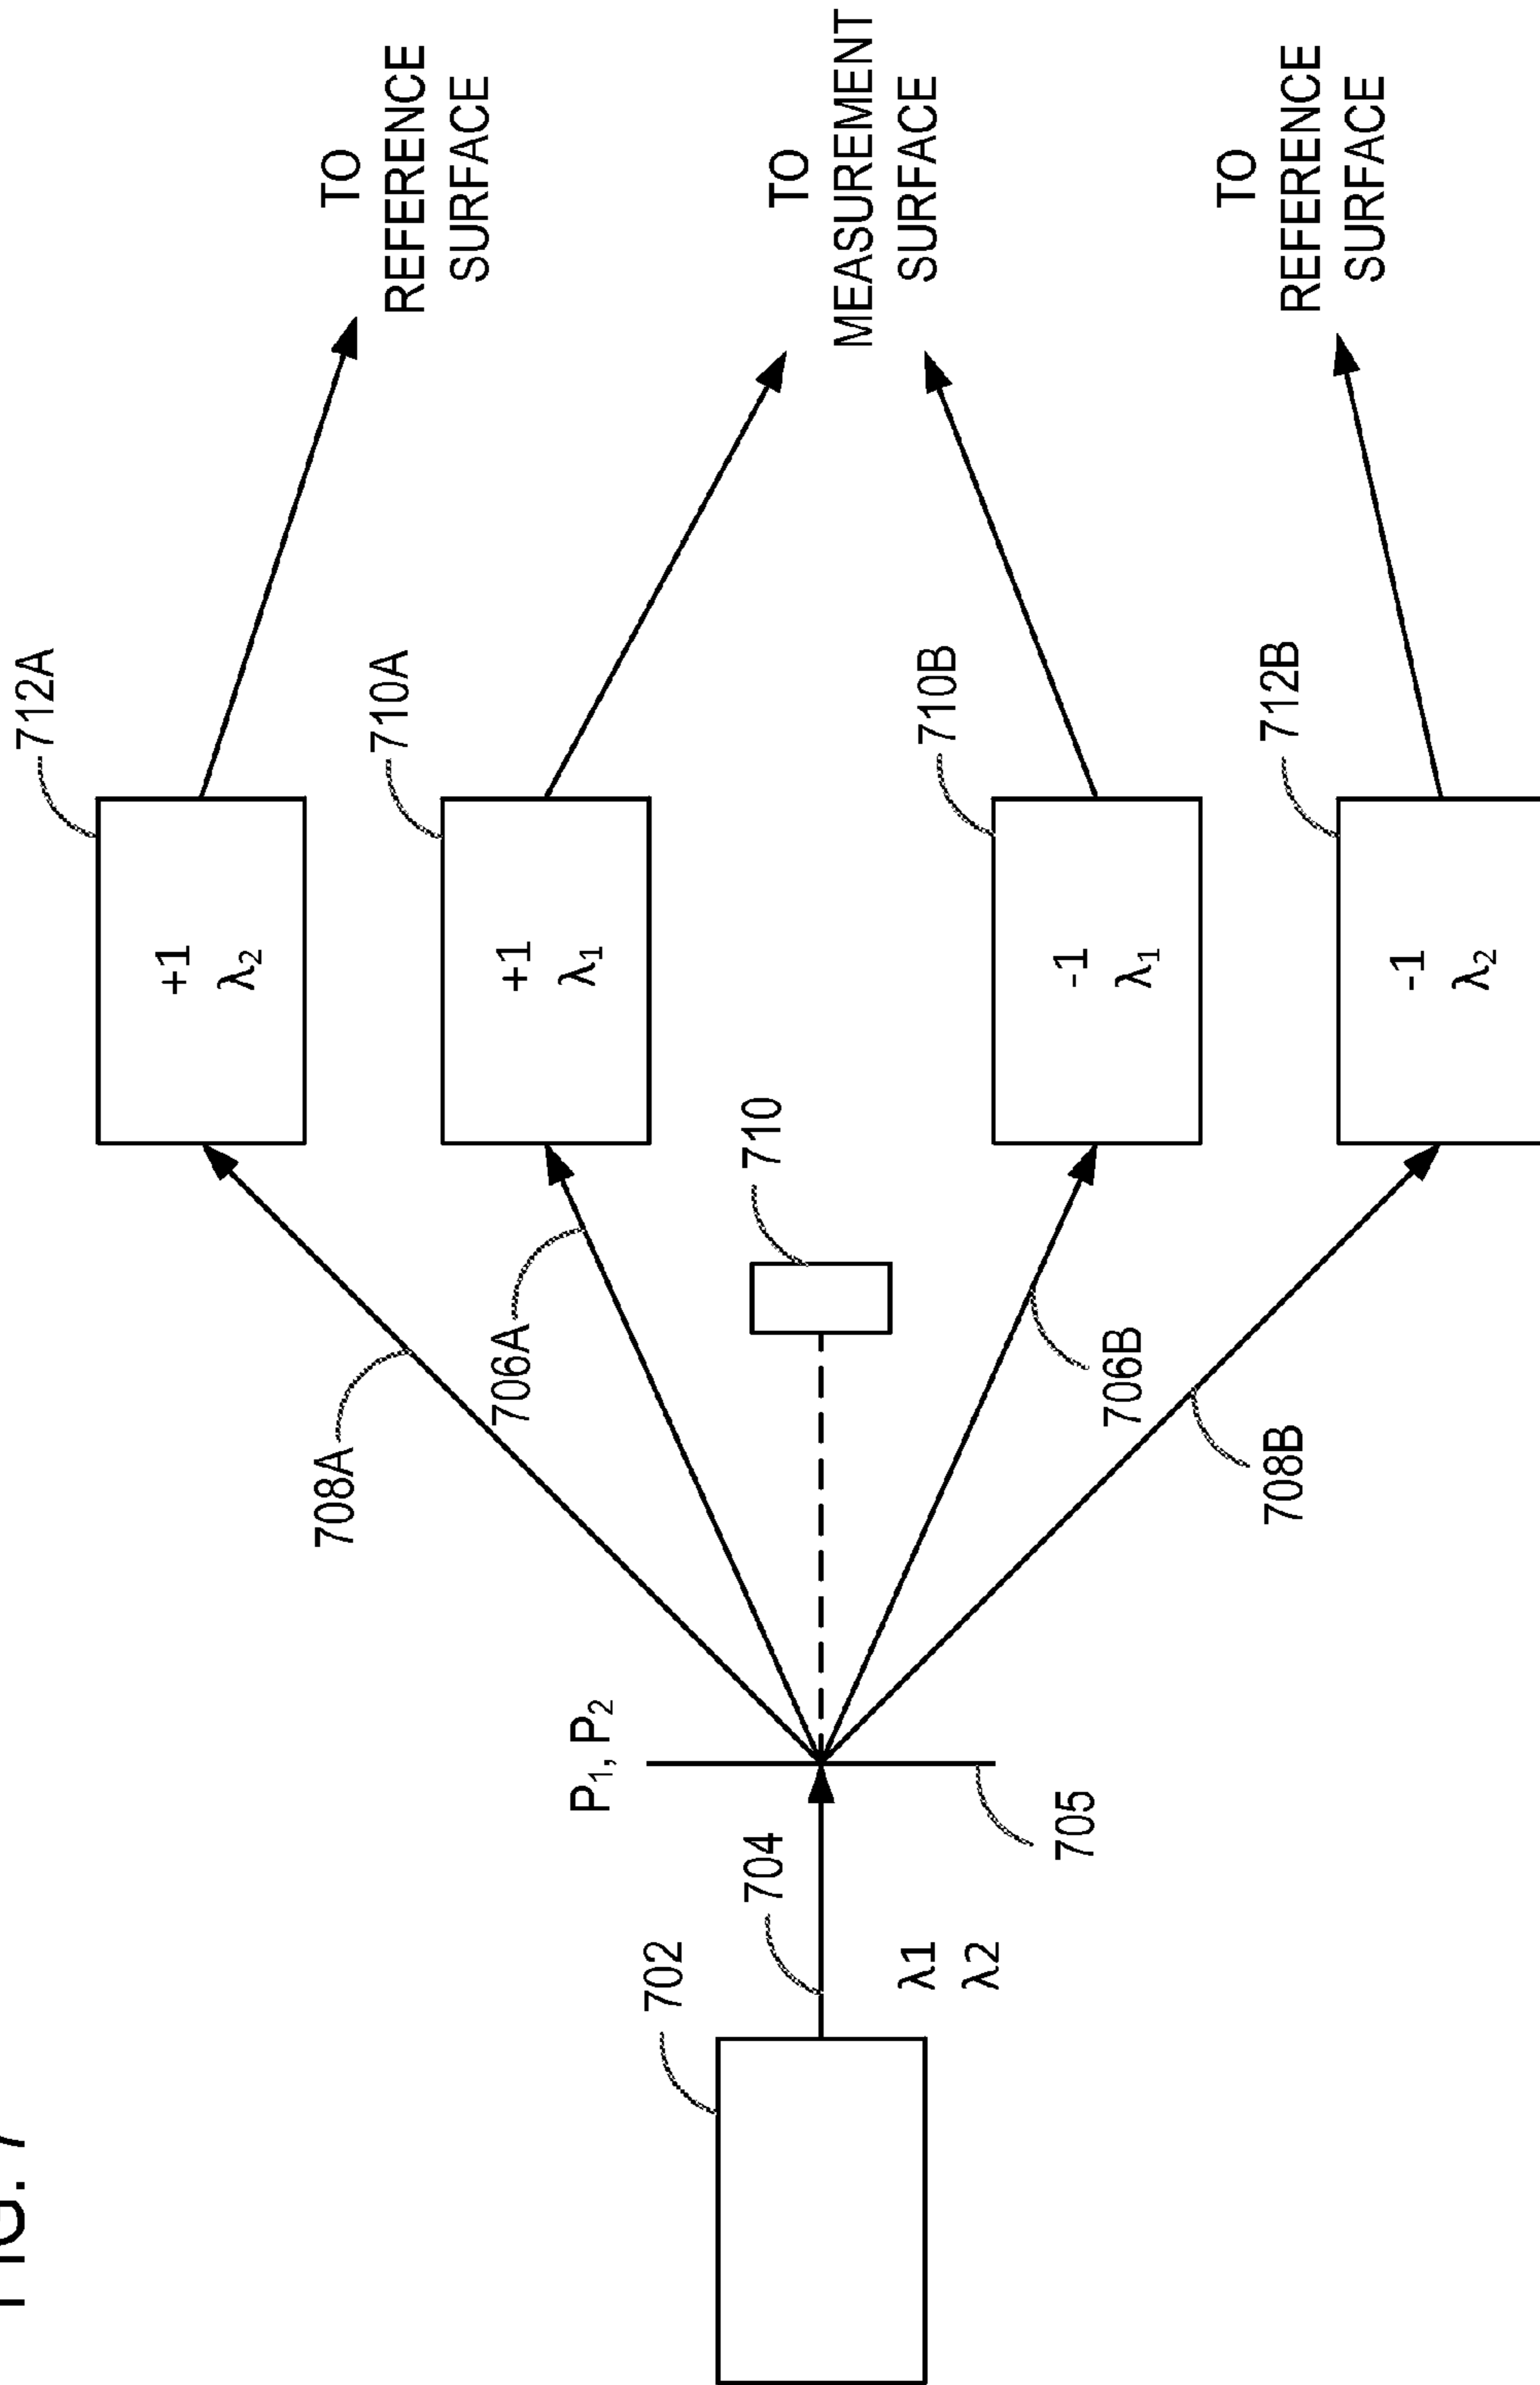 FIG. 7
702
704
λ1
λ2
P₁, P₂
705
708A
706A
706B
708B
710
+1
λ₂
712A
+1
λ₁
710A
-1
λ₁
710B
-1
λ₂
712B
TO
REFERENCE
SURFACE
TO
MEASUREMENT
SURFACE
TO
REFERENCE
SURFACE